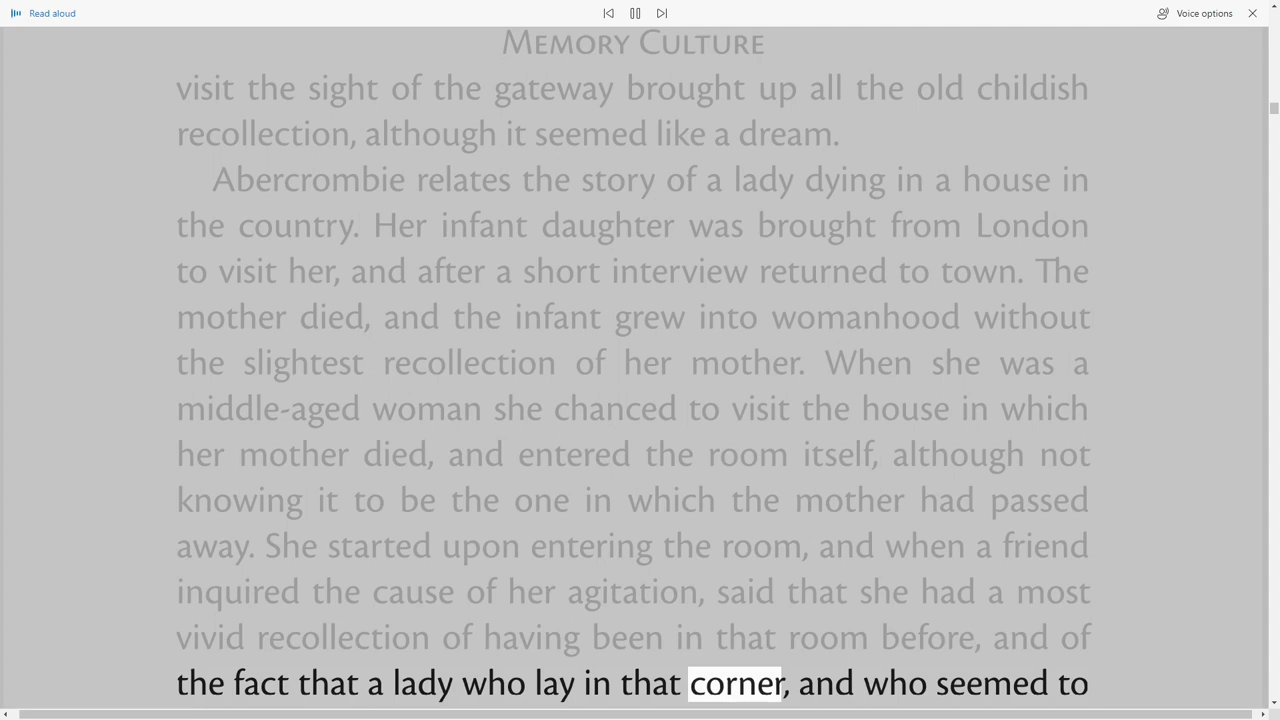 Read aloud
Voice options
MEMORY CULTURE
visit the sight of the gateway brought up all the old childish
recollection, although it seemed like a dream.
Abercrombie relates the story of a lady dying in a house in
the country. Her infant daughter was brought from London
to visit her, and after a short interview returned to town. The
mother died, and the infant grew into womanhood without
the slightest recollection of her mother. When she was a
middle-aged woman she chanced to visit the house in which
her mother died, and entered the room itself, although not
knowing it to be the one in which the mother had passed
away. She started upon entering the room, and when a friend
inquired the cause of her agitation, said that she had a most
vivid recollection of having been in that room before, and of
the fact that a lady who lay in that corner, and who seemed to